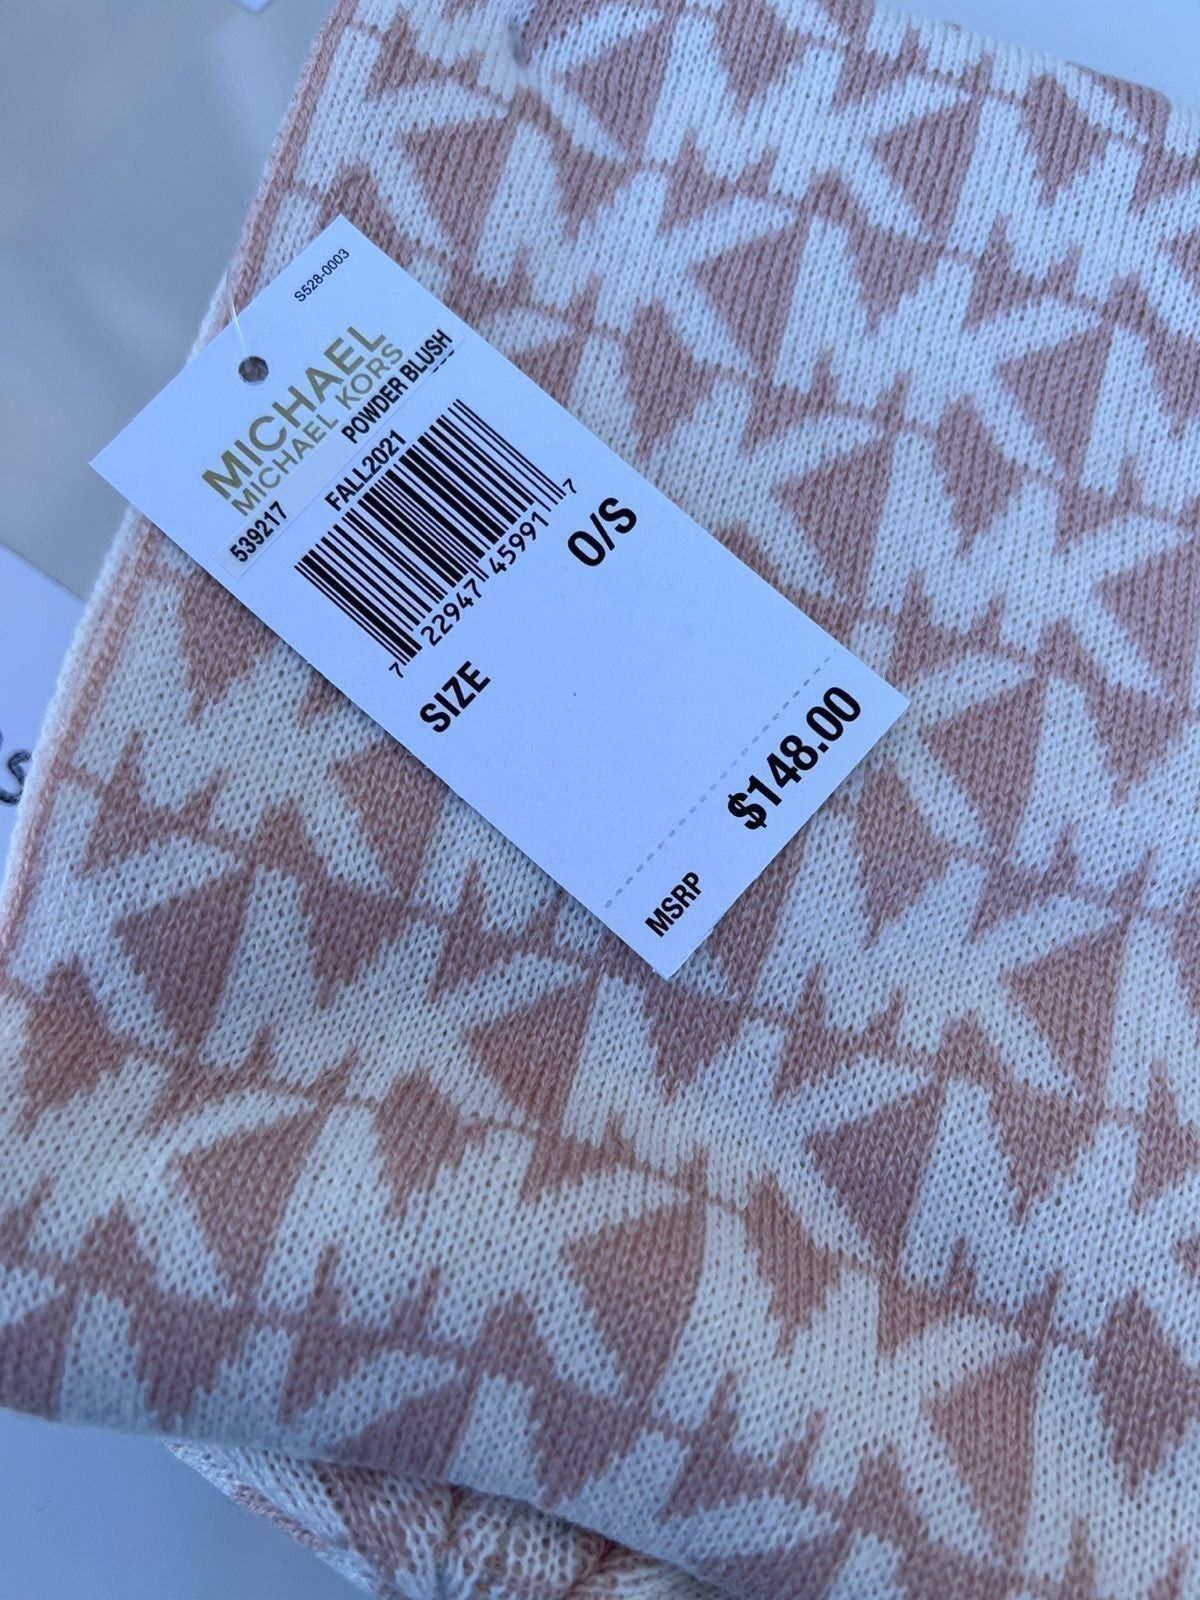 S528-0003
MICHAEL
MICHAEL KORS
539217 POWDER BLUSH
FALL2021
7 22947 45991 7
SIZE O/S
MSRP $148.00